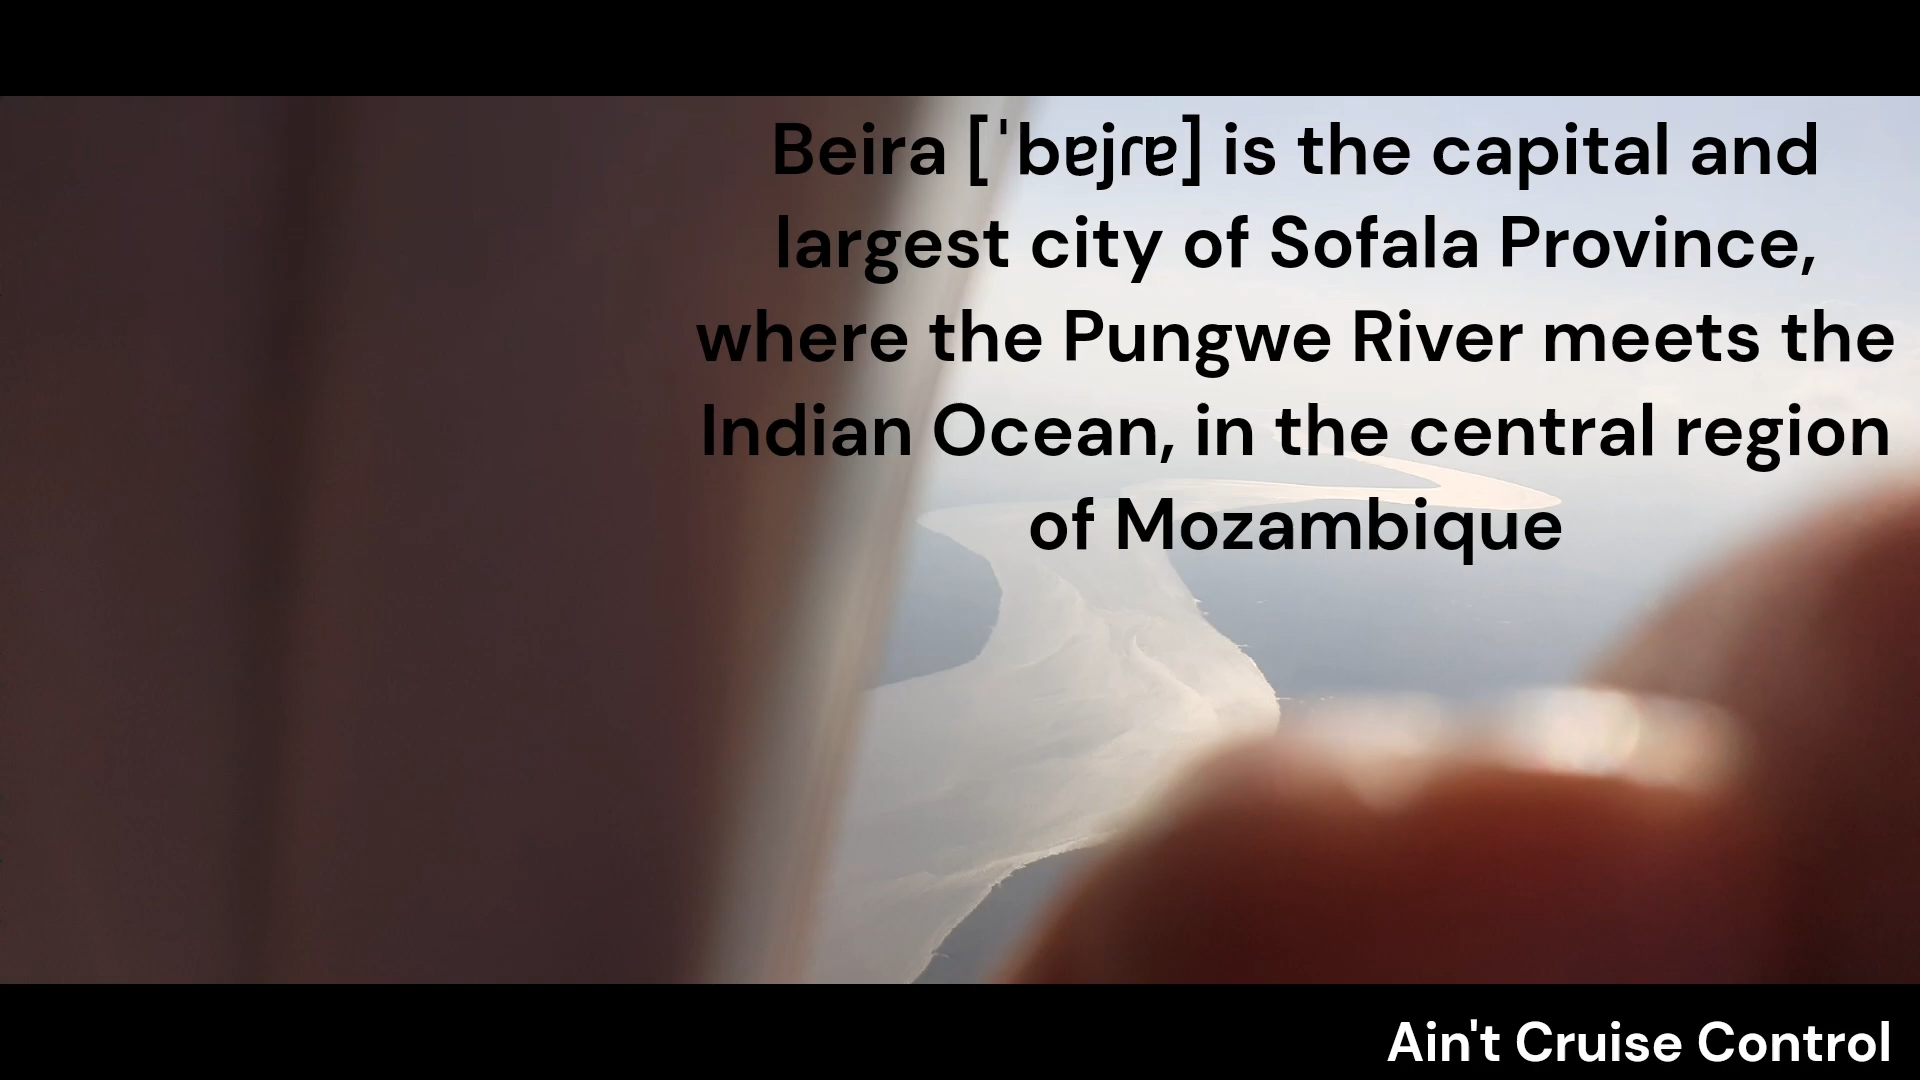 Beira [ˈbɐjɾɐ] is the capital and
largest city of Sofala Province,
where the Pungwe River meets the
Indian Ocean, in the central region
of Mozambique
Ain't Cruise Control